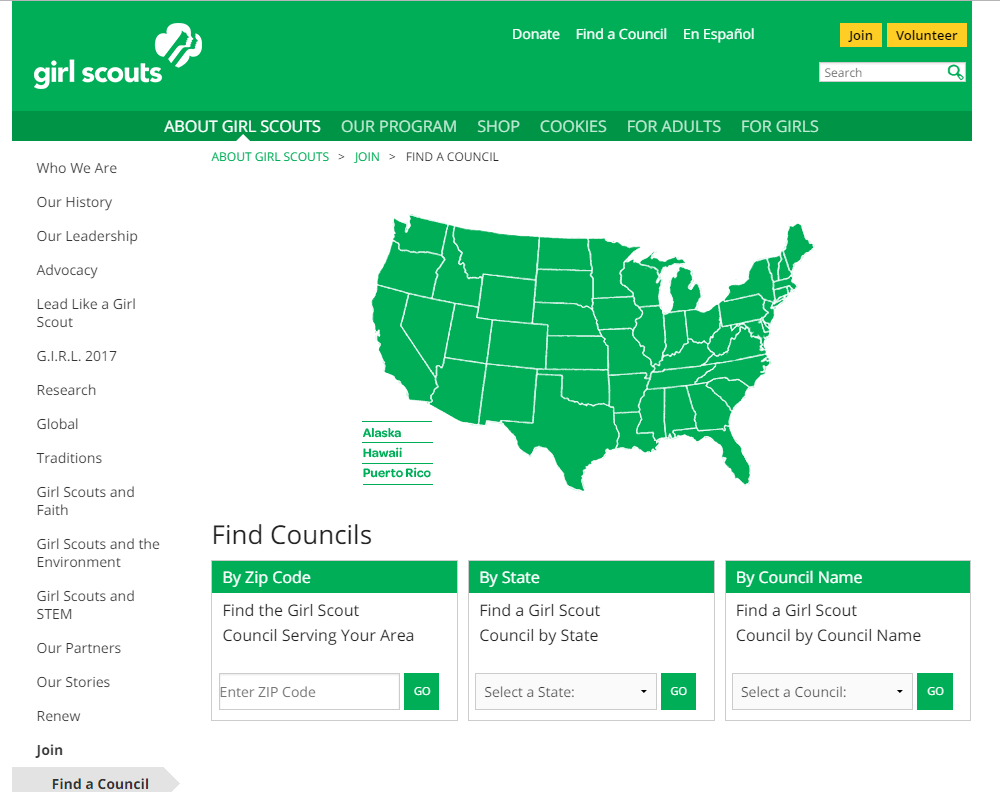 girl scouts
Donate Find a Council En Español
Join Volunteer
Search
ABOUT GIRL SCOUTS OUR PROGRAM SHOP COOKIES FOR ADULTS FOR GIRLS
ABOUT GIRL SCOUTS > JOIN > FIND A COUNCIL
Who We Are
Our History
Our Leadership
Advocacy
Lead Like a Girl
Scout
G.I.R.L. 2017
Research
Global
Traditions
Girl Scouts and
Faith
Girl Scouts and the
Environment
Girl Scouts and
STEM
Our Partners
Our Stories
Renew
Join
Find a Council
Alaska
Hawaii
Puerto Rico
Find Councils
By Zip Code
Find the Girl Scout
Council Serving Your Area
Enter ZIP Code GO
By State
Find a Girl Scout
Council by State
Select a State: GO
By Council Name
Find a Girl Scout
Council by Council Name
Select a Council: GO